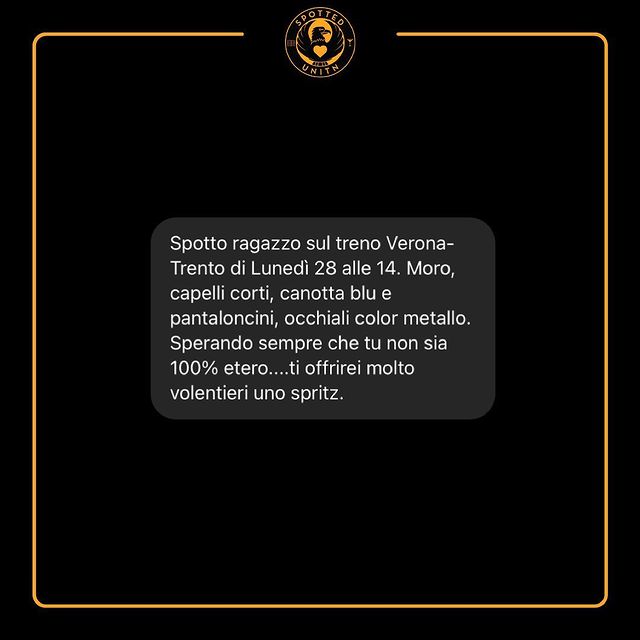 SPOTTED
UNITN
Spotto ragazzo sul treno Verona-
Trento di Lunedì 28 alle 14. Moro,
capelli corti, canotta blu e
pantaloncini, occhiali color metallo.
Sperando sempre che tu non sia
100% etero....ti offrirei molto
volentieri uno spritz.